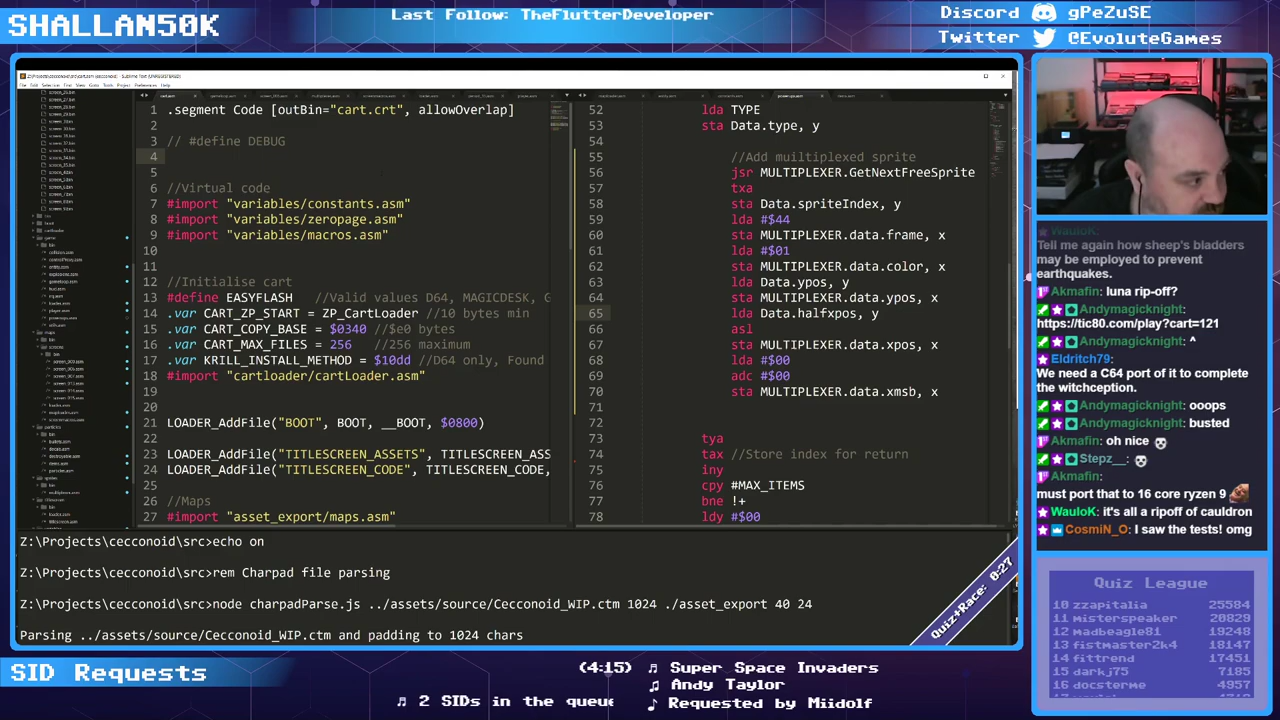 SHALLAN50K
Last Follow: TheFlutterDeveloper
Discord gPeZuSE
Twitter @EvoluteGames
1 .segment Code [outBin="cart.crt", allowOverlap]
2
3 // #define DEBUG
4
5
6 //Virtual code
7 #import "variables/constants.asm"
8 #import "variables/zeropage.asm"
9 #import "variables/macros.asm"
10
11
12 //Initialise cart
13 #define EASYFLASH //Valid values D64, MAGICDESK, G
14 .var CART_ZP_START = ZP_CartLoader //10 bytes min
15 .var CART_COPY_BASE = $0340 //$e0 bytes
16 .var CART_MAX_FILES = 256 //256 maximum
17 .var KRILL_INSTALL_METHOD = $10dd //D64 only, Found
18 #import "cartloader/cartLoader.asm"
19
20
21 LOADER_AddFile("BOOT", BOOT, __BOOT, $0800)
22
23 LOADER_AddFile("TITLESCREEN_ASSETS", TITLESCREEN_ASS
24 LOADER_AddFile("TITLESCREEN_CODE", TITLESCREEN_CODE,
25
26 //Maps
27 #import "asset_export/maps.asm"
52 lda TYPE
53 sta Data.type, y
54
55 //Add muiltiplexed sprite
56 jsr MULTIPLEXER.GetNextFreeSprite
57 txa
58 sta Data.spriteIndex, y
59 lda #$44
60 sta MULTIPLEXER.data.frame, x
61 lda #$01
62 sta MULTIPLEXER.data.color, x
63 lda Data.ypos, y
64 sta MULTIPLEXER.data.ypos, x
65 lda Data.halfxpos, y
66 asl
67 sta MULTIPLEXER.data.xpos, x
68 lda #$00
69 adc #$00
70 sta MULTIPLEXER.data.xmsb, x
71
72
73 tya
74 tax //Store index for return
75 iny
76 cpy #MAX_ITEMS
77 bne !+
78 ldy #$00
Z:\Projects\cecconoid\src>echo on
Z:\Projects\cecconoid\src>rem Charpad file parsing
Z:\Projects\cecconoid\src>node charpadParse.js ../assets/source/Cecconoid_WIP.ctm 1024 ./asset_export 40 24
Parsing ../assets/source/Cecconoid_WIP.ctm and padding to 1024 chars
Quiz+Race: 0:27
WauloK:
Tell me again how sheep's bladders
may be employed to prevent
earthquakes.
Akmafin: luna rip-off?
Andymagicknight:
https://tic80.com/play?cart=121
Andymagicknight: ^
Eldritch79:
We need a C64 port of it to complete
the witchception.
Andymagicknight: ooops
Andymagicknight: busted
Akmafin: oh nice
Stepz__:
Akmafin:
must port that to 16 core ryzen 9
WauloK: it's all a ripoff of cauldron
CosmiN_O: I saw the tests! omg
Quiz League
10 zzapitalia 25584
11 misterspeaker 20829
12 madbeagle81 19248
13 fistmaster2k4 18147
14 fittrend 17451
15 darkj75 7185
16 docsterme 4957
SID Requests
♬ 2 SIDs in the queue
(4:15) ♬ Super Space Invaders
♫ Andy Taylor
♪ Requested by Miidolf